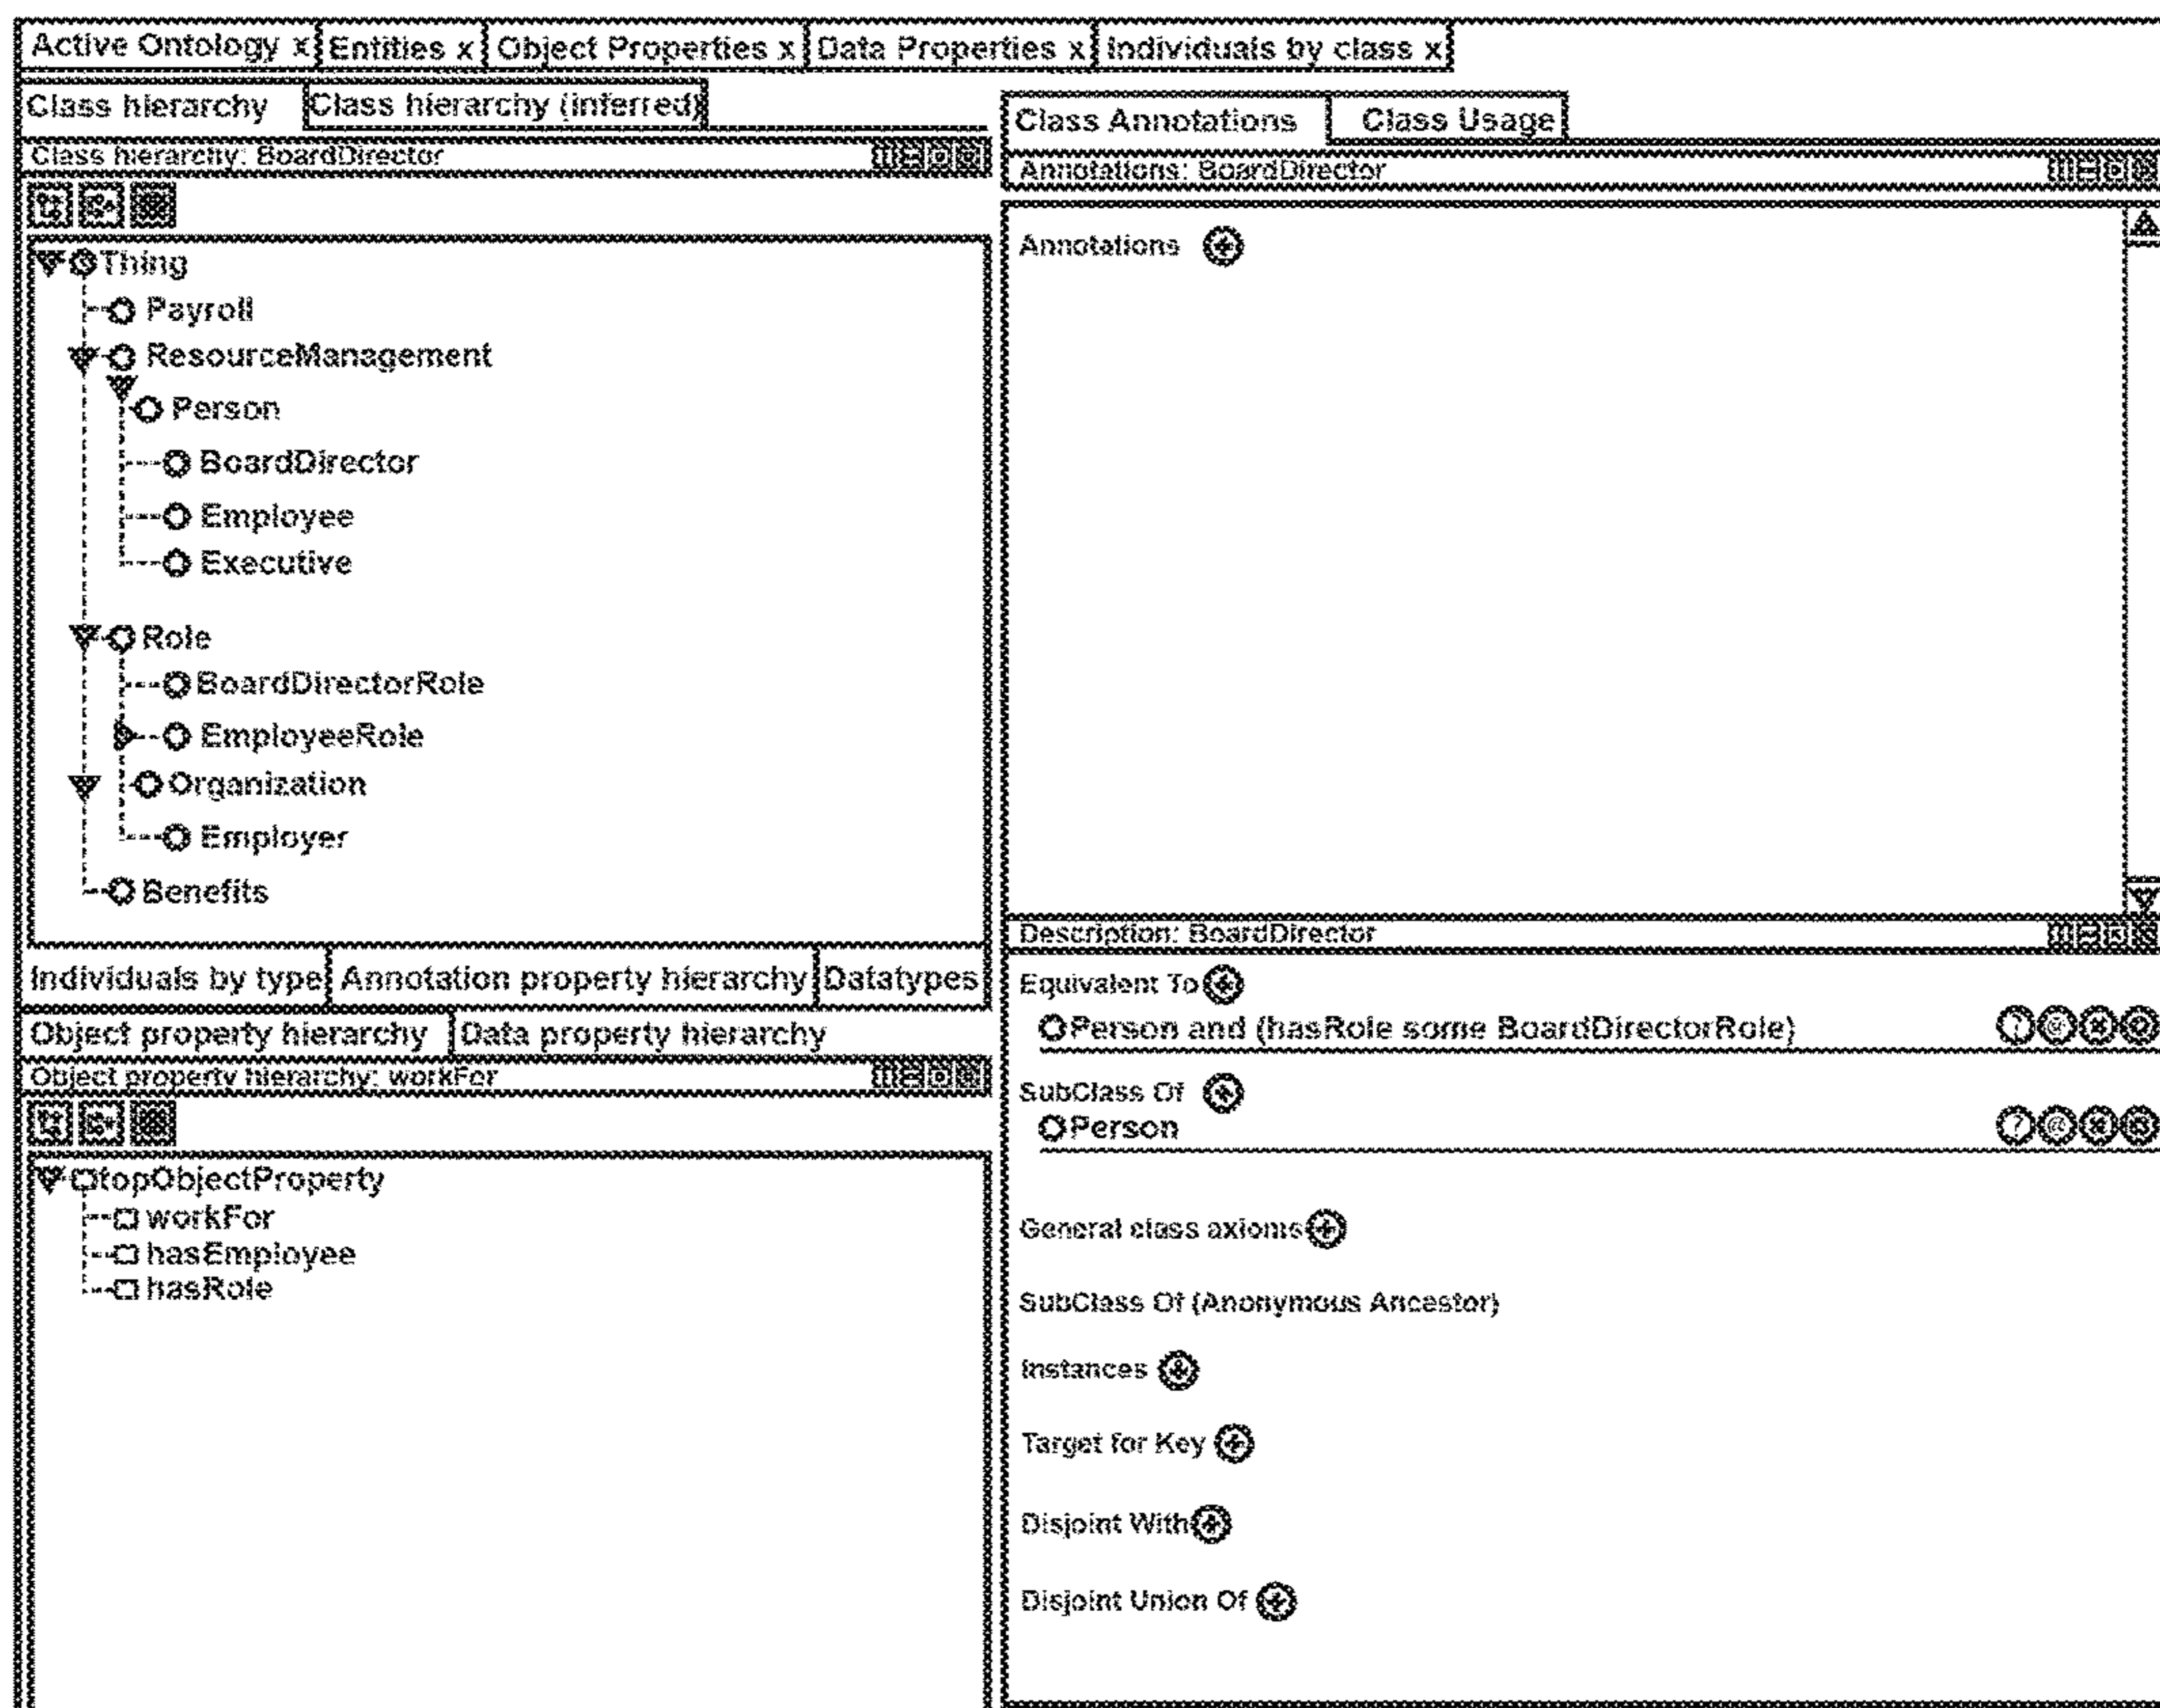 Active Ontology x Entities x Object Properties x Data Properties x Individuals by class x
Class hierarchy Class hierarchy (inferred)
Class hierarchy: BoardDirector
Thing
Payroll
ResourceManagement
Person
BoardDirector
Employee
Executive
Role
BoardDirectorRole
EmployeeRole
Organization
Employer
Benefits
Individuals by type Annotation property hierarchy Datatypes
Object property hierarchy Data property hierarchy
Object property hierarchy: workFor
topObjectProperty
workFor
hasEmployee
hasRole
Class Annotations Class Usage
Annotations: BoardDirector
Annotations
Description: BoardDirector
Equivalent To
Person and (hasRole some BoardDirectorRole)
SubClass Of
Person
General class axioms
SubClass Of (Anonymous Ancestor)
Instances
Target for Key
Disjoint With
Disjoint Union Of